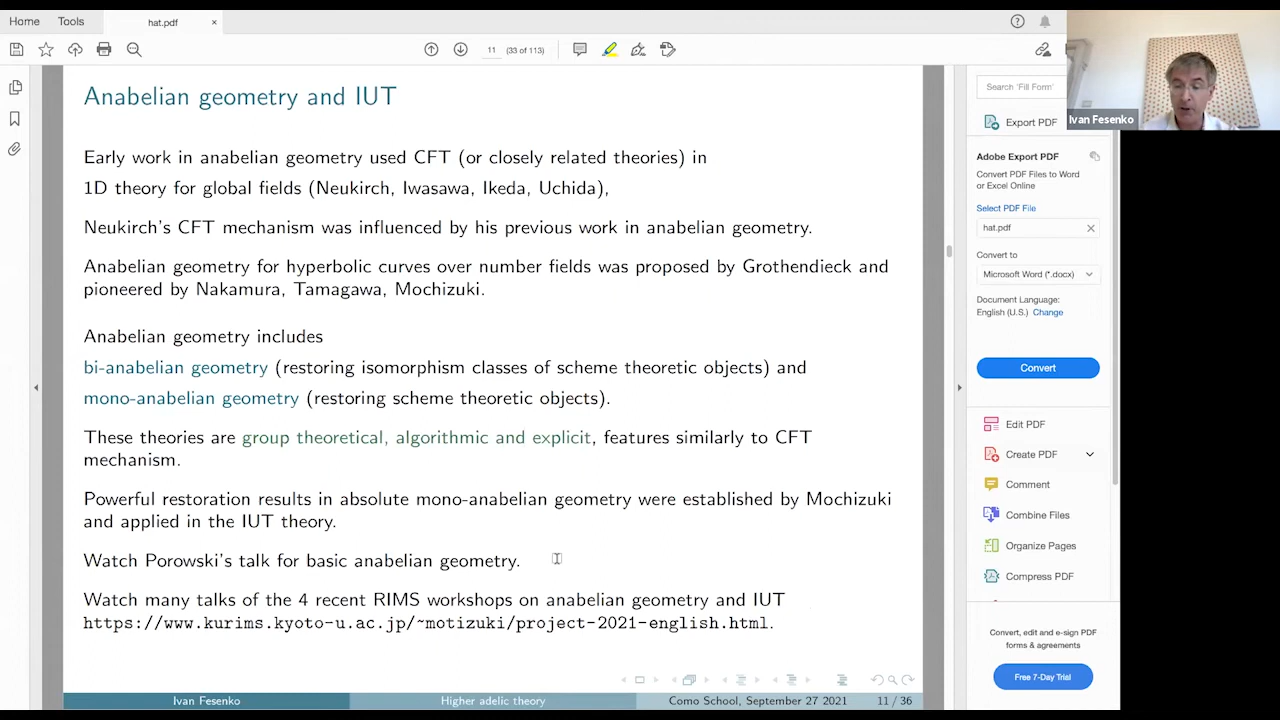 Home
Tools
hat.pdf
×
11
(33 of 113)
Anabelian geometry and IUT
Early work in anabelian geometry used CFT (or closely related theories) in
1D theory for global fields (Neukirch, Iwasawa, Ikeda, Uchida),
Neukirch's CFT mechanism was influenced by his previous work in anabelian geometry.
Anabelian geometry for hyperbolic curves over number fields was proposed by Grothendieck and
pioneered by Nakamura, Tamagawa, Mochizuki.
Anabelian geometry includes
bi-anabelian geometry (restoring isomorphism classes of scheme theoretic objects) and
mono-anabelian geometry (restoring scheme theoretic objects).
These theories are group theoretical, algorithmic and explicit, features similarly to CFT
mechanism.
Powerful restoration results in absolute mono-anabelian geometry were established by Mochizuki
and applied in the IUT theory.
Watch Porowski's talk for basic anabelian geometry.
Watch many talks of the 4 recent RIMS workshops on anabelian geometry and IUT
https://www.kurims.kyoto-u.ac.jp/~motizuki/project-2021-english.html.
Ivan Fesenko
Higher adelic theory
Como School, September 27 2021
11 / 36
Search 'Fill Form'
Export PDF
Adobe Export PDF
Convert PDF Files to Word
or Excel Online
Select PDF File
hat.pdf
Convert to
Microsoft Word (*.docx)
Document Language:
English (U.S.) Change
Convert
Edit PDF
Create PDF
Comment
Combine Files
Organize Pages
Compress PDF
Convert, edit and e-sign PDF
forms & agreements
Free 7-Day Trial
Ivan Fesenko